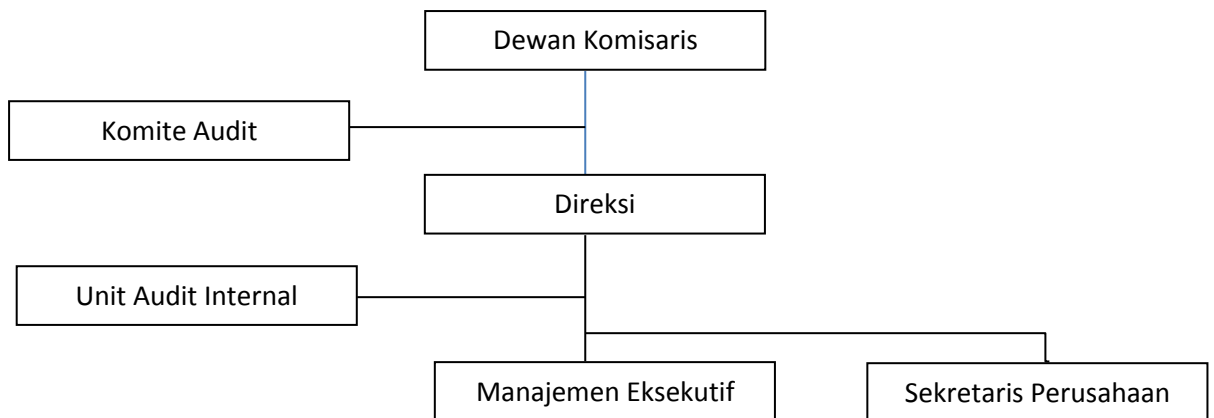 Dewan Komisaris
Komite Audit
Direksi
Unit Audit Internal
Manajemen Eksekutif
Sekretaris Perusahaan